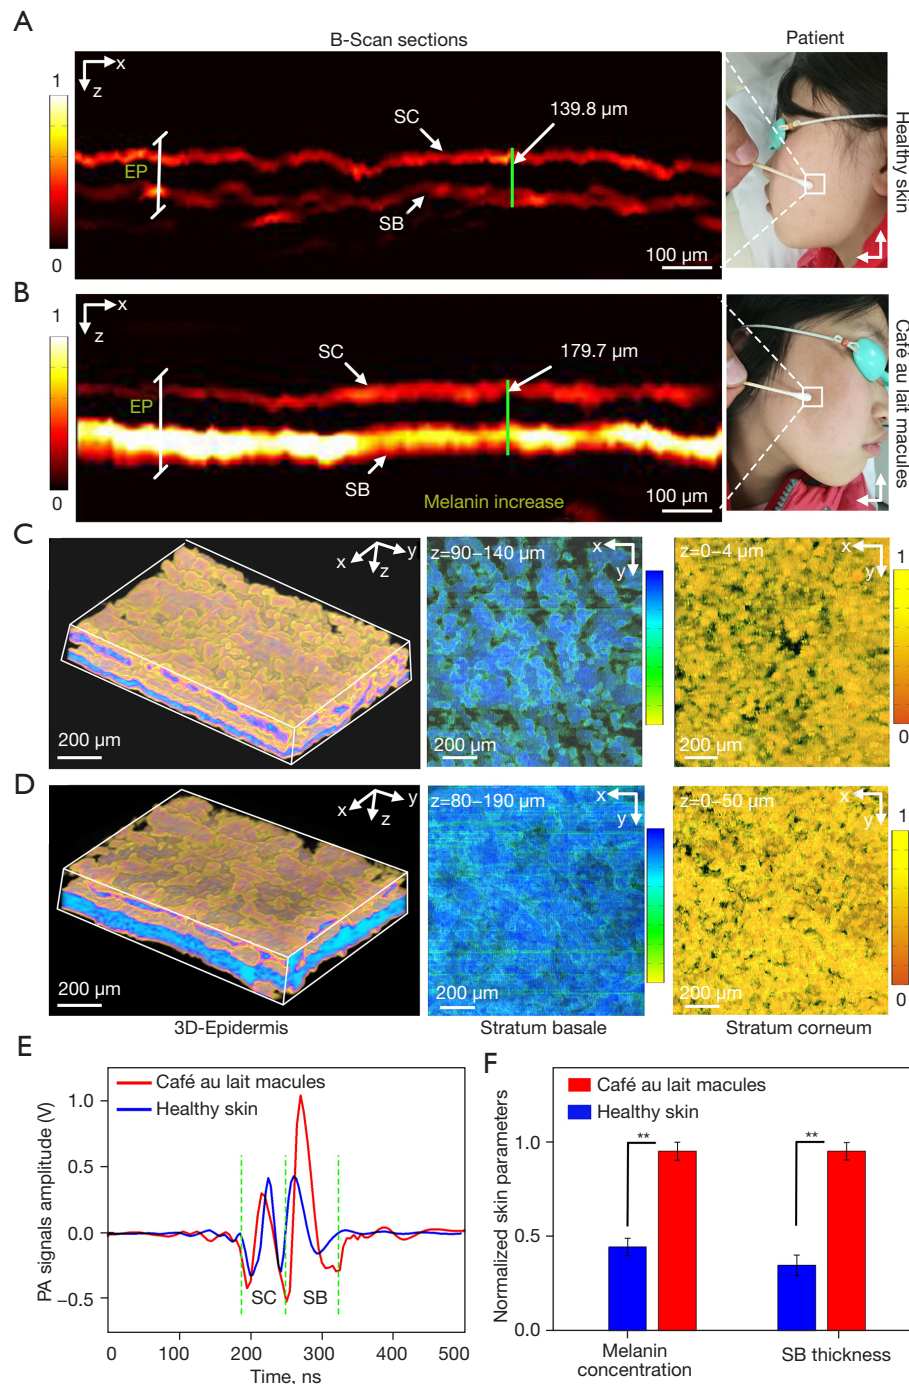 A
B-Scan sections
Patient
1
x
z
139.8 µm
SC
EP
SB
0
100 µm
Healthy skin
B
1
x
z
179.7 µm
SC
EP
SB
Melanin increase
0
100 µm
Café au lait macules
C
x
y
z
200 µm
z=90–140 µm
x
y
200 µm
z=0–4 µm
x
y
200 µm
1
0
D
x
y
z
200 µm
z=80–190 µm
x
y
200 µm
z=0–50 µm
x
y
200 µm
1
0
3D-Epidermis
Stratum basale
Stratum corneum
E
Café au lait macules
Healthy skin
PA signals amplitude (V)
1.0
0.5
0.0
−0.5
SC
SB
0
100
200
300
400
500
Time, ns
F
Café au lait macules
Healthy skin
Normalized skin parameters
1.0
0.5
0.0
**
**
Melanin concentration
SB thickness